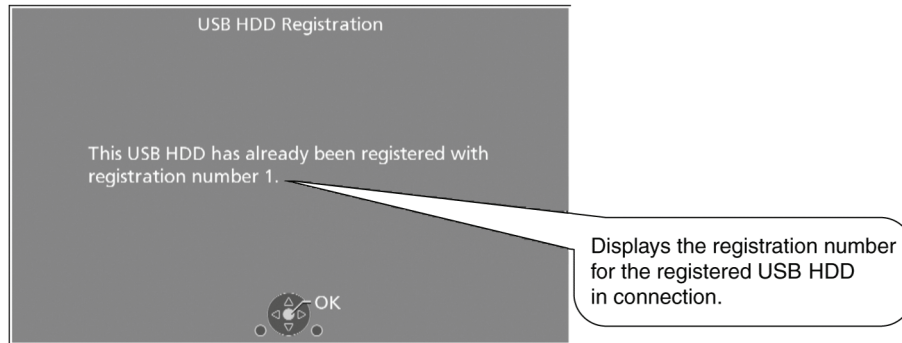 USB HDD Registration
This USB HDD has already been registered with
registration number 1.
OK
Displays the registration number
for the registered USB HDD
in connection.